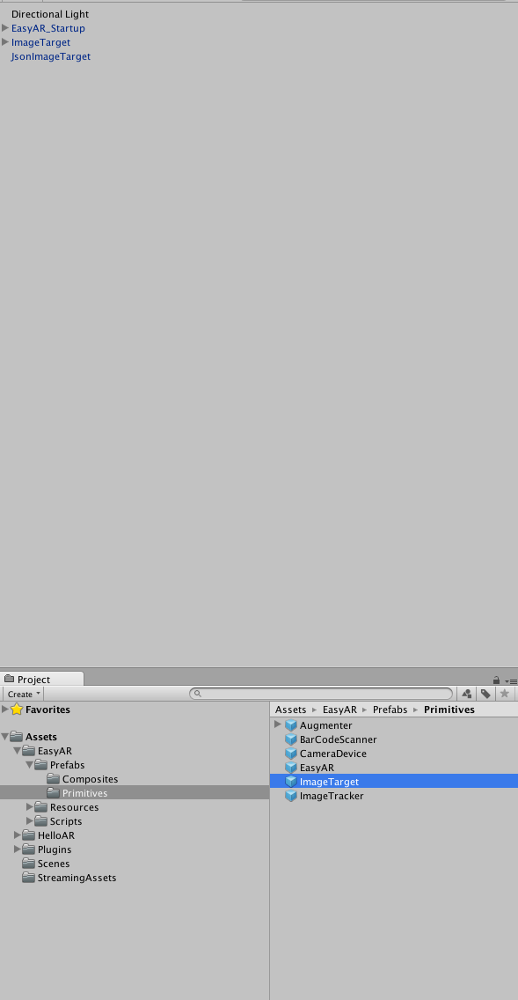 Directional Light
EasyAR_Startup
ImageTarget
JsonImageTarget
Project
Create
Favorites
Assets
EasyAR
Prefabs
Composites
Primitives
Resources
Scripts
HelloAR
Plugins
Scenes
StreamingAssets
Assets EasyAR Prefabs Primitives
Augmenter
BarCodeScanner
CameraDevice
EasyAR
ImageTarget
ImageTracker